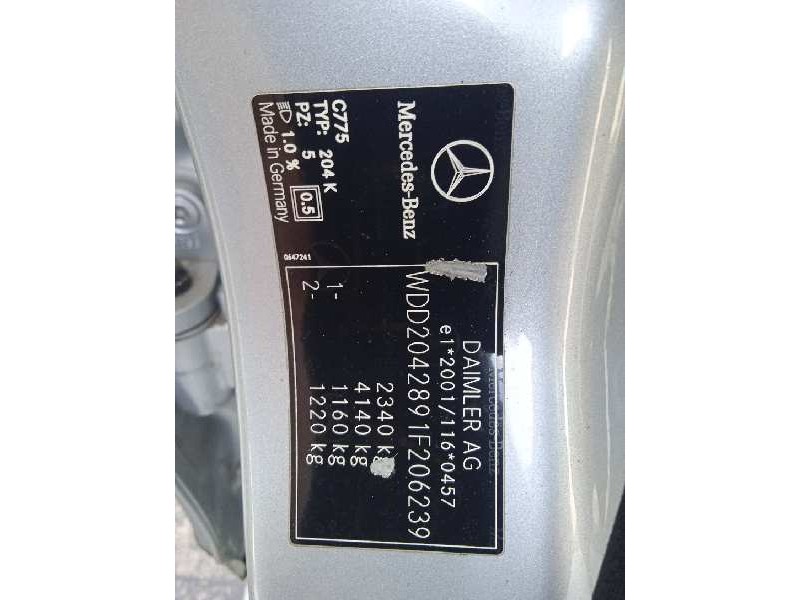 Mercedes-Benz
C775
TYP: 204 K
PZ: 5
1.0 % 0.5
Made in Germany
0647241
DAIMLER AG
e1*2001/116*0457
WDD2042891F206239
2340 kg
4140 kg
1- 1160 kg
2- 1220 kg